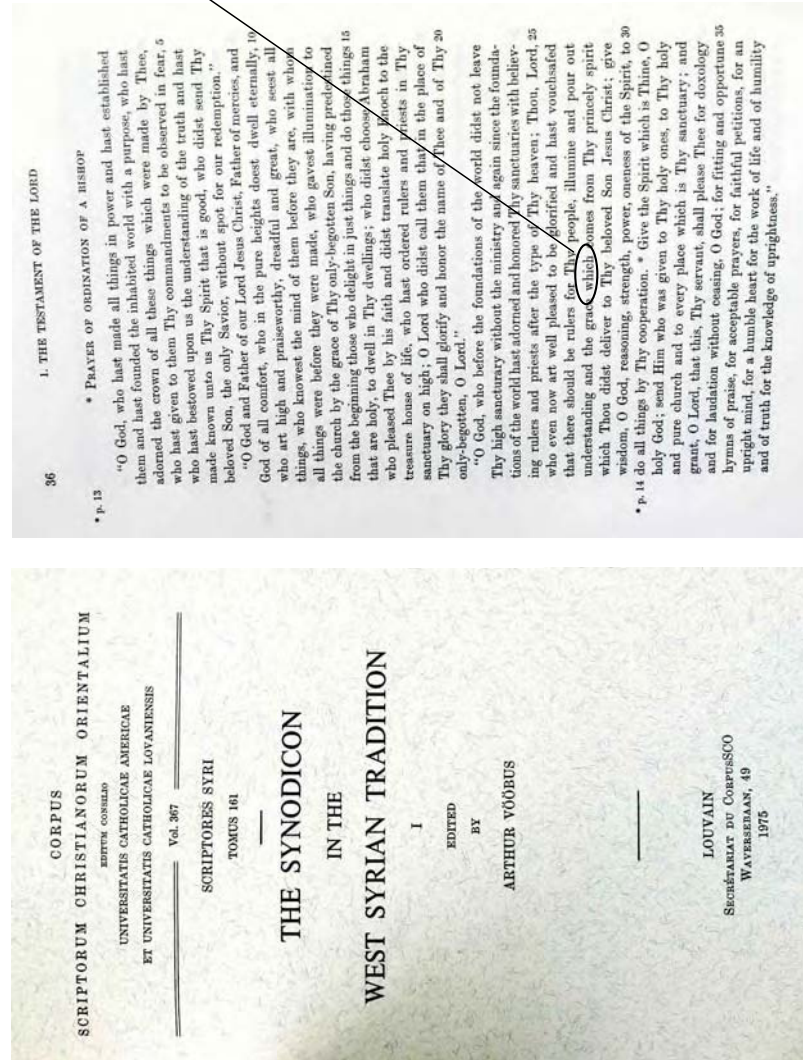 36
1. THE TESTAMENT OF THE LORD
* p. 13
* PRAYER OF ORDINATION OF A BISHOP
"O God, who hast made all things in power and hast established
them and hast founded the inhabited world with a purpose, who hast
adorned the crown of all these things which were made by Thee,
who hast given to them Thy commandments to be observed in fear, 5
who hast bestowed upon us the understanding of the truth and hast
made known unto us Thy Spirit that is good, who didst send Thy
beloved Son, the only Savior, without spot for our redemption."
"O God and Father of our Lord Jesus Christ, Father of mercies, and
God of all comfort, who in the pure heights doest dwell eternally, 10
who art high and praiseworthy, dreadful and great, who seest all
things, who knowest the mind of them before they are, with whom
all things were before they were made, who gavest illumination to
the church by the grace of Thy only-begotten Son, having predestined
from the beginning those who delight in just things and do those things 15
that are holy, to dwell in Thy dwellings; who didst choose Abraham
who pleased Thee by his faith and didst translate holy Enoch to the
treasure house of life, who hast ordered rulers and priests in Thy
sanctuary on high; O Lord who didst call them that in the place of
Thy glory they shall glorify and honor the name of Thee and of Thy 20
only-begotten, O Lord."
"O God, who before the foundations of the world didst not leave
Thy high sancturary without the ministry and again since the founda-
tions of the world hast adorned and honored Thy sanctuaries with believ-
ing rulers and priests after the type of Thy heaven; Thou, Lord, 25
who even now art well pleased to be glorified and hast vouchsafed
that there should be rulers for Thy people, illumine and pour out
understanding and the grace which comes from Thy princely spirit
which Thou didst deliver to Thy beloved Son Jesus Christ; give
wisdom, O God, reasoning, strength, power, oneness of the Spirit, to 30
* p. 14 do all things by Thy cooperation. * Give the Spirit which is Thine, O
holy God; send Him who was given to Thy holy ones, to Thy holy
and pure church and to every place which is Thy sanctuary; and
grant, O Lord, that this, Thy servant, shall please Thee for doxology
and for laudation without ceasing, O God; for fitting and opportune 35
hymns of praise, for acceptable prayers, for faithful petitions, for an
upright mind, for a humble heart for the work of life and of humility
and of truth for the knowledge of uprightness."
CORPUS
SCRIPTORUM CHRISTIANORUM ORIENTALIUM
EDITUM CONSILIO
UNIVERSITATIS CATHOLICAE AMERICAE
ET UNIVERSITATIS CATHOLICAE LOVANIENSIS
Vol. 367
SCRIPTORES SYRI
TOMUS 161
THE SYNODICON
IN THE
WEST SYRIAN TRADITION
I
EDITED
BY
ARTHUR VÖÖBUS
LOUVAIN
SECRÉTARIAT DU CORPUSSCO
WAVERSEBAAN, 49
1975